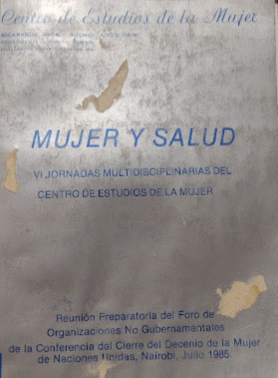 Centro de Estudios de la Mujer
MUJER Y SALUD
VI JORNADAS MULTIDISCIPLINARIAS DEL
CENTRO DE ESTUDIOS DE LA MUJER
Reunión Preparatoria del Foro de
Organizaciones No Gubernamentales
de la Conferencia del Cierre del Decenio de la Mujer
de Naciones Unidas, Nairobi, Julio 1985.